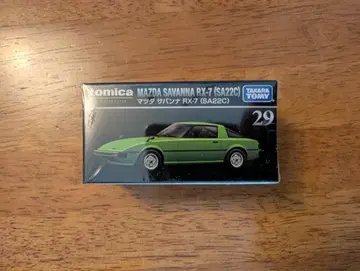 tomica MAZDA SAVANNA RX-7 (SA22C)
マツダ サバンナ RX-7 (SA22C)
TAKARA
TOMY
29